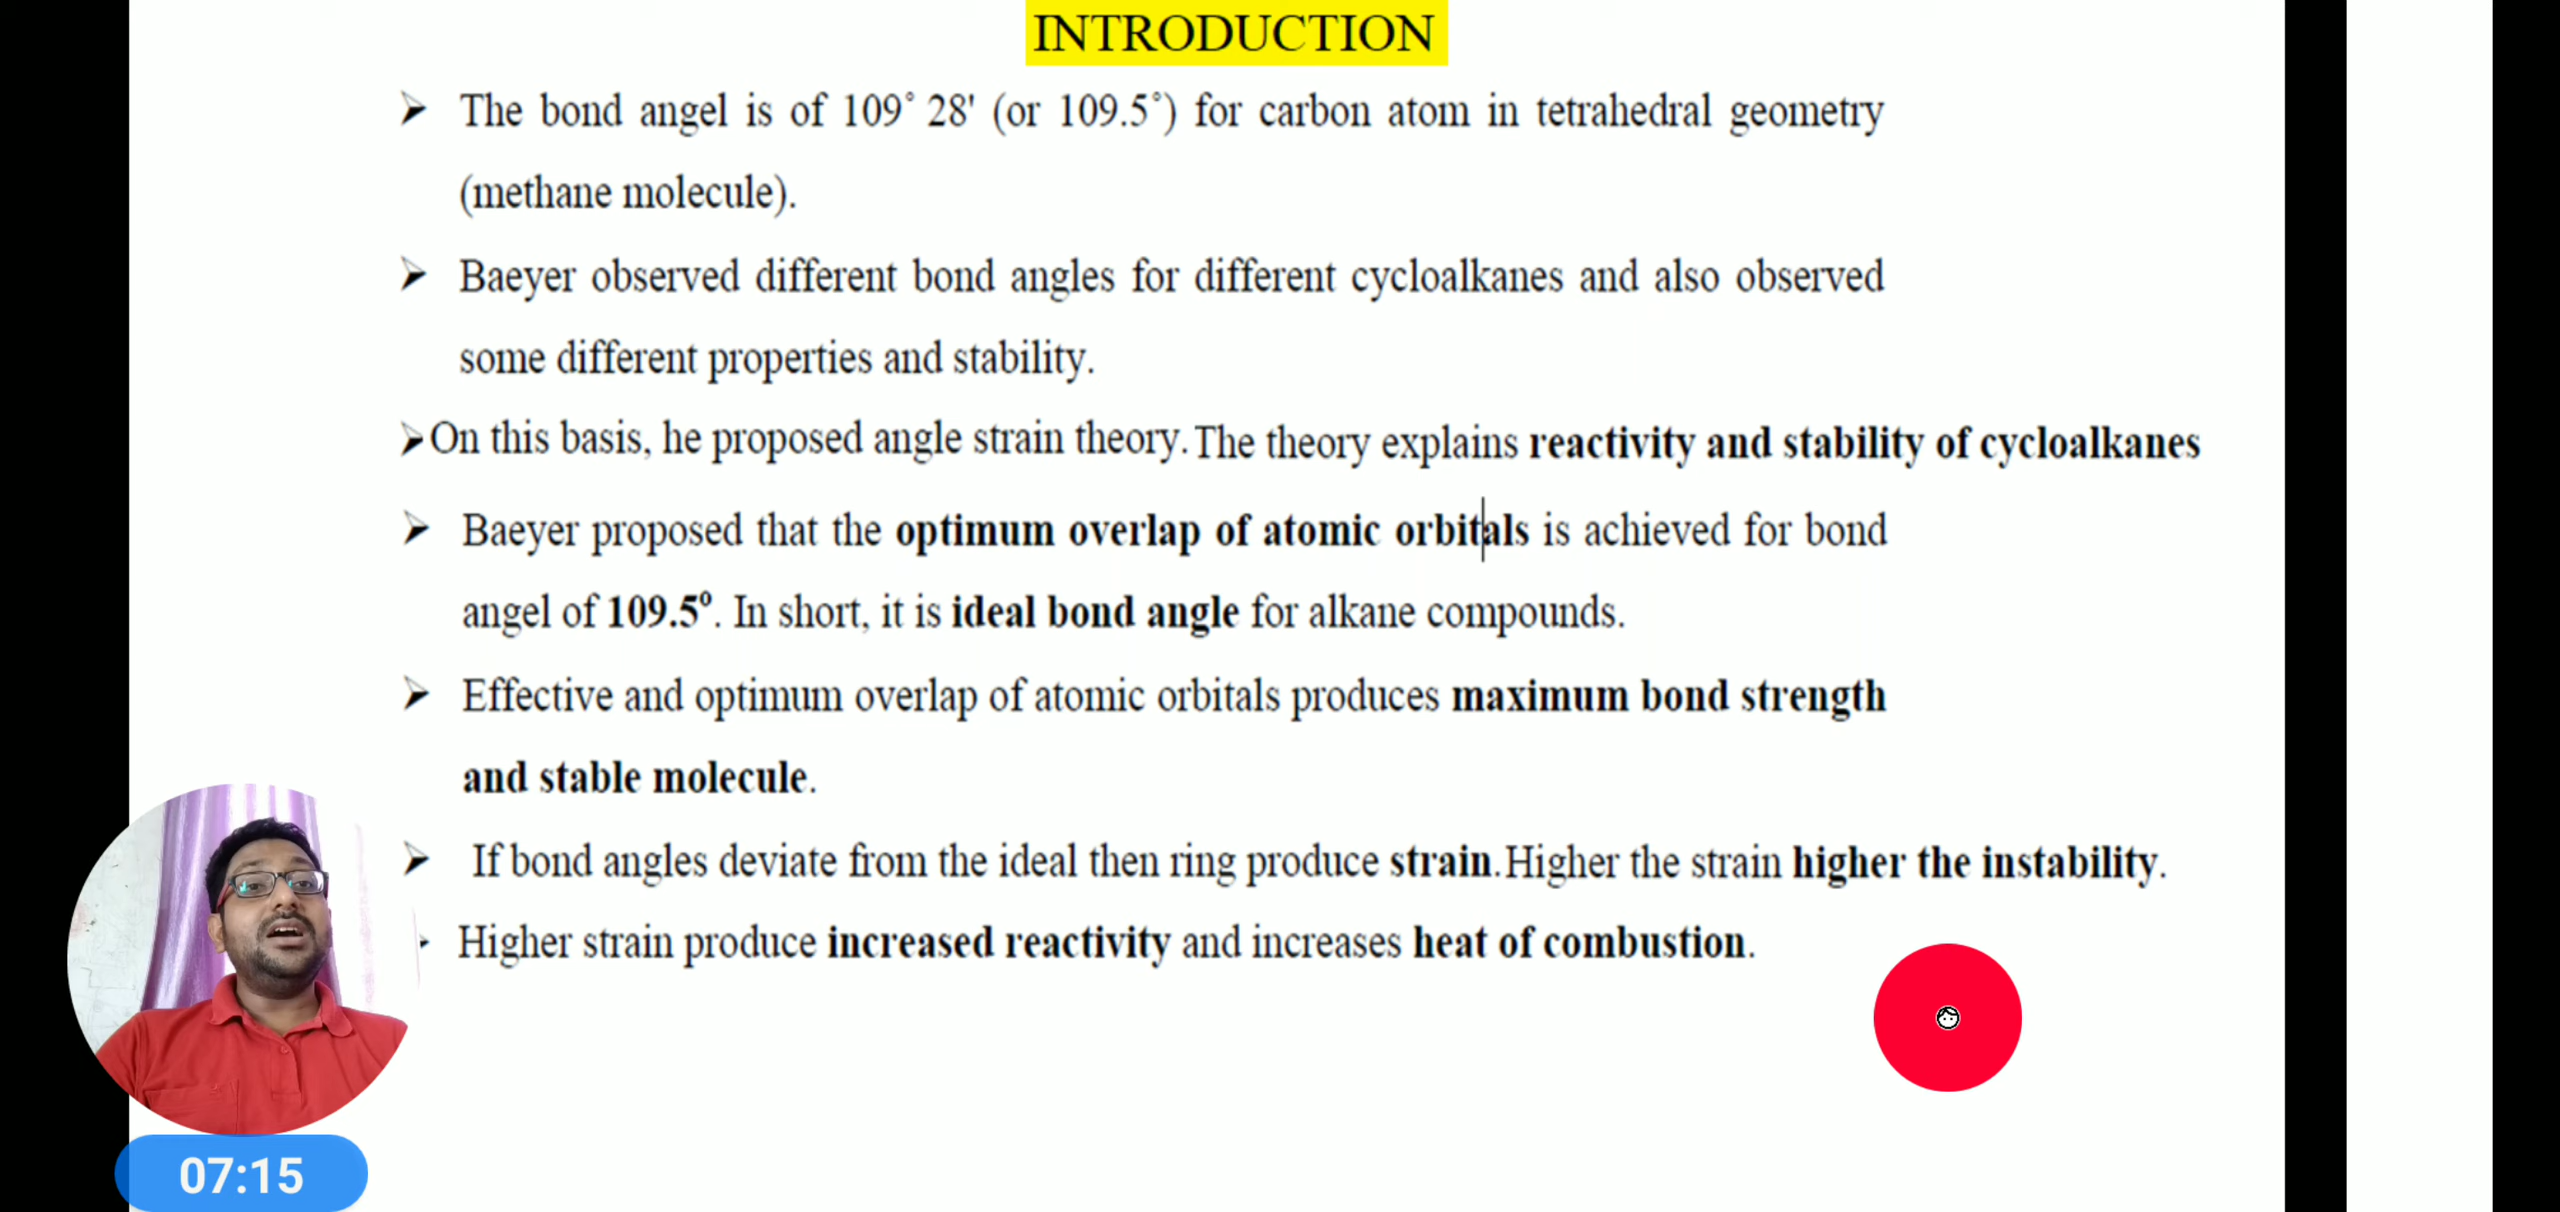 INTRODUCTION
➢ The bond angel is of 109° 28' (or 109.5°) for carbon atom in tetrahedral geometry
(methane molecule).
➢ Baeyer observed different bond angles for different cycloalkanes and also observed
some different properties and stability.
➢ On this basis, he proposed angle strain theory. The theory explains reactivity and stability of cycloalkanes
➢ Baeyer proposed that the optimum overlap of atomic orbitals is achieved for bond
angel of 109.5º. In short, it is ideal bond angle for alkane compounds.
➢ Effective and optimum overlap of atomic orbitals produces maximum bond strength
and stable molecule.
➢ If bond angles deviate from the ideal then ring produce strain. Higher the strain higher the instability.
➢ Higher strain produce increased reactivity and increases heat of combustion.
07:15